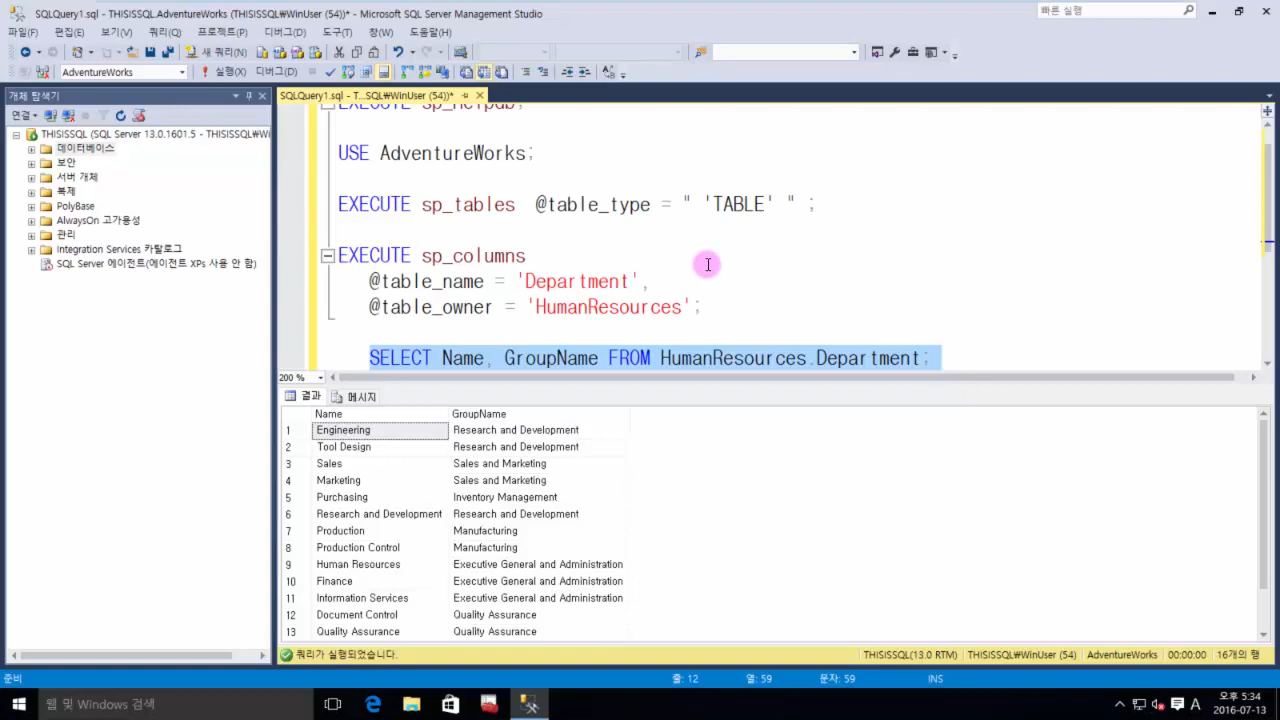 SQLQuery1.sql - THISISSQL.AdventureWorks (THISISSQL₩WinUser (54))* - Microsoft SQL Server Management Studio
빠른 실행
파일(F) 편집(E) 보기(V) 쿼리(Q) 프로젝트(P) 디버그(D) 도구(T) 창(W) 도움말(H)
새 쿼리(N)
AdventureWorks 실행(X) 디버그(D)
개체 탐색기
SQLQuery1.sql - T...SQL₩WinUser (54))*
연결
THISISSQL (SQL Server 13.0.1601.5 - THISISSQL₩Wi
데이터베이스
보안
서버 개체
복제
PolyBase
AlwaysOn 고가용성
관리
Integration Services 카탈로그
SQL Server 에이전트(에이전트 XPs 사용 안 함)
EXECUTE sp_helpdb;
USE AdventureWorks;
EXECUTE sp_tables @table_type = " 'TABLE' " ;
EXECUTE sp_columns
@table_name = 'Department',
@table_owner = 'HumanResources';
SELECT Name, GroupName FROM HumanResources.Department;
200 %
결과 메시지
Name GroupName
1 Engineering Research and Development
2 Tool Design Research and Development
3 Sales Sales and Marketing
4 Marketing Sales and Marketing
5 Purchasing Inventory Management
6 Research and Development Research and Development
7 Production Manufacturing
8 Production Control Manufacturing
9 Human Resources Executive General and Administration
10 Finance Executive General and Administration
11 Information Services Executive General and Administration
12 Document Control Quality Assurance
13 Quality Assurance Quality Assurance
쿼리가 실행되었습니다. THISISSQL(13.0 RTM) THISISSQL₩WinUser (54) AdventureWorks 00:00:00 16개의 행
준비 줄: 12 열: 59 문자: 59 INS
웹 및 Windows 검색
A 오후 5:34
2016-07-13